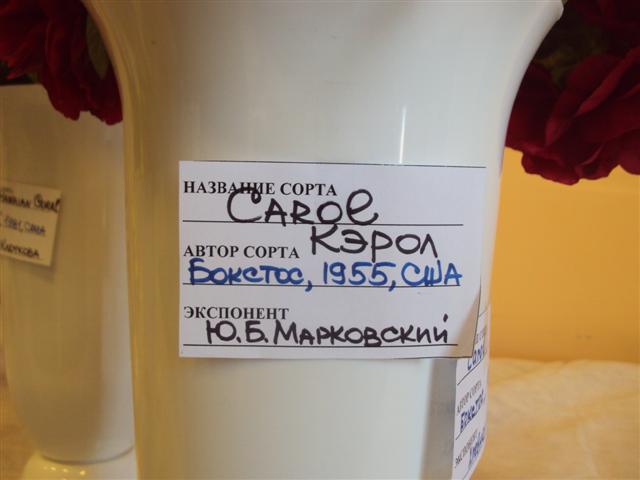 НАЗВАНИЕ СОРТА
CAROL
КЭРОЛ
АВТОР СОРТА
БОКСТОС, 1955, США
ЭКСПОНЕНТ
Ю.Б. МАРКОВСКИЙ